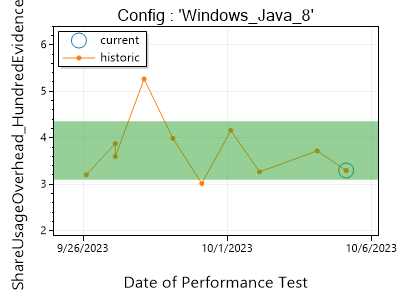 Config : 'Windows_Java_8'
ShareUsageOverhead_HundredEvidence
current
historic
6
5
4
3
2
9/26/2023
10/1/2023
10/6/2023
Date of Performance Test